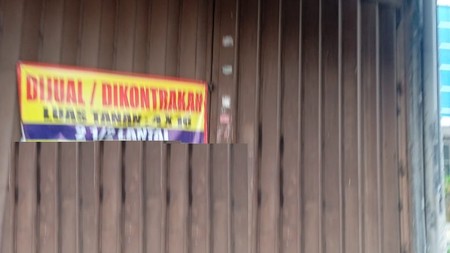 DIJUAL / DIKONTRAKAN
LUAS TANAH : 4 X 16
LANTAI